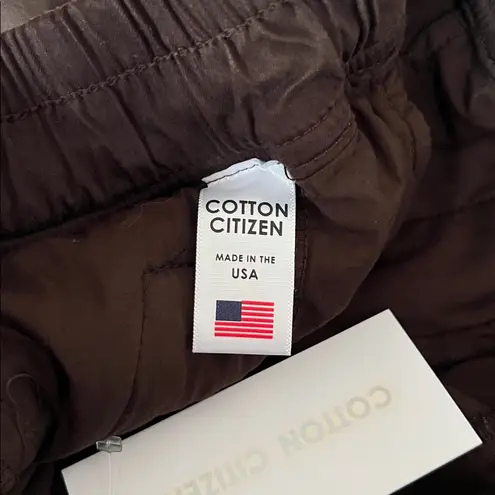 COTTON
CITIZEN
MADE IN THE
USA
COTTON CITIZEN